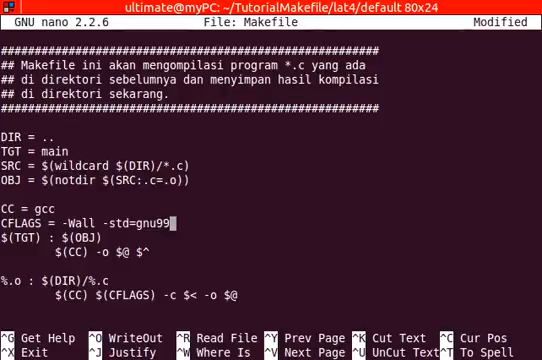 ultimate@myPC: ~/TutorialMakefile/lat4/default 80x24
GNU nano 2.2.6 File: Makefile Modified
######################################################
## Makefile ini akan mengompilasi program *.c yang ada
## di direktori sebelumnya dan menyimpan hasil kompilasi
## di direktori sekarang.
######################################################
DIR = ..
TGT = main
SRC = $(wildcard $(DIR)/*.c)
OBJ = $(notdir $(SRC:.c=.o))
CC = gcc
CFLAGS = -Wall -std=gnu99
$(TGT) : $(OBJ)
$(CC) -o $@ $^
%.o : $(DIR)/%.c
$(CC) $(CFLAGS) -c $< -o $@
^G Get Help ^O WriteOut ^R Read File ^Y Prev Page ^K Cut Text ^C Cur Pos
^X Exit ^J Justify ^W Where Is ^V Next Page ^U UnCut Text ^T To Spell